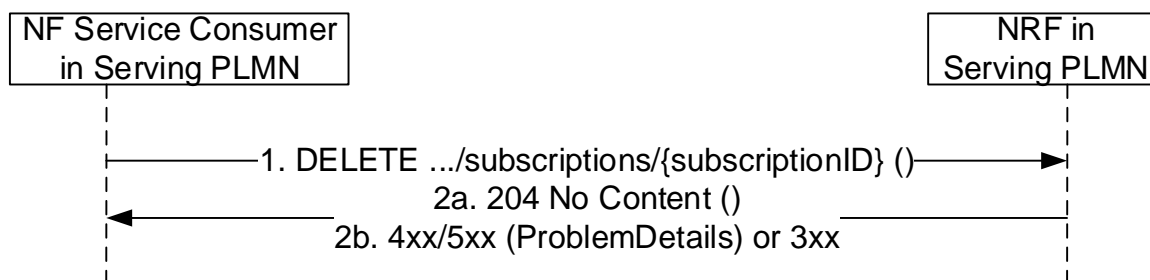 NF Service Consumer
in Serving PLMN
NRF in
Serving PLMN
1. DELETE .../subscriptions/{subscriptionID} ()
2a. 204 No Content ()
2b. 4xx/5xx (ProblemDetails) or 3xx